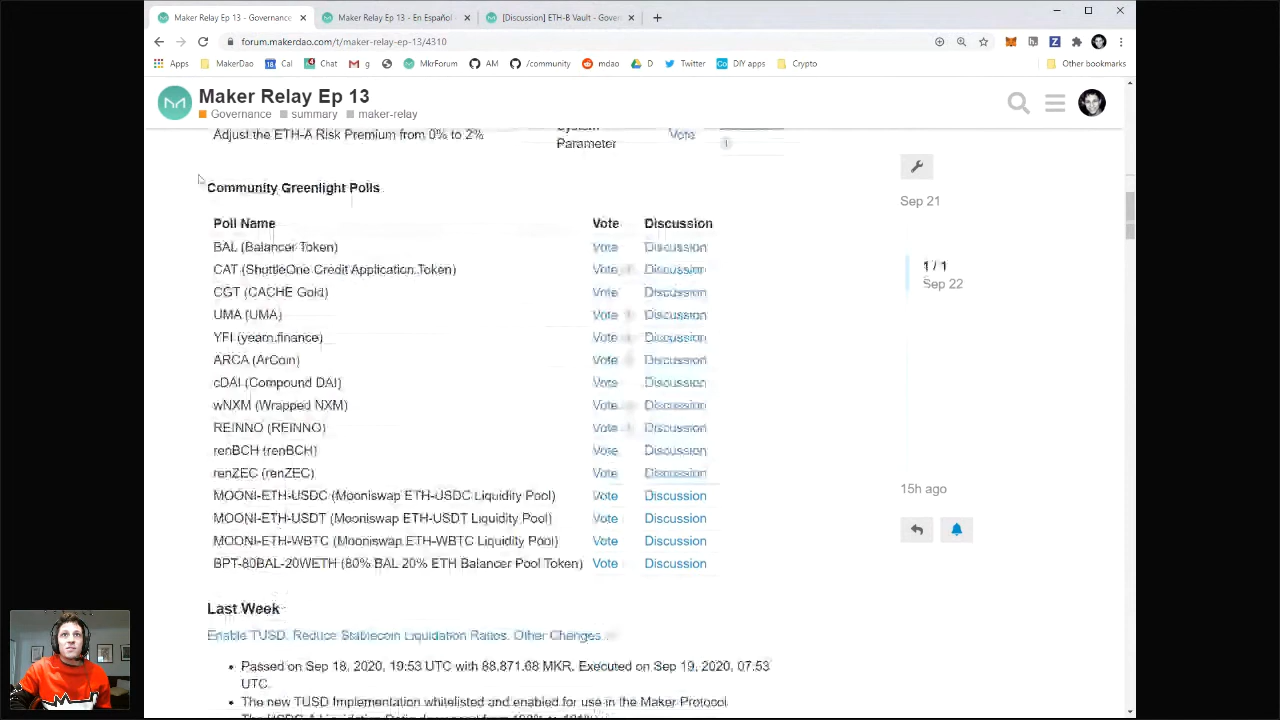 Maker Relay Ep 13 - Governance
Maker Relay Ep 13 - En Español -
[Discussion] ETH-B Vault - Gover
forum.makerdao.com/t/maker-relay-ep-13/4310
Apps MakerDao Cal Chat g MkrForum AM /community mdao D Twitter DIY apps Crypto Other bookmarks
Maker Relay Ep 13
Governance summary maker-relay
Adjust the ETH-A Risk Premium from 0% to 2% System Parameter Vote
Community Greenlight Polls
Poll Name Vote Discussion
BAL (Balancer Token) Vote Discussion
CAT (ShuttleOne Credit Application Token) Vote Discussion
CGT (CACHE Gold) Vote Discussion
UMA (UMA) Vote Discussion
YFI (yearn.finance) Vote Discussion
ARCA (ArCoin) Vote Discussion
cDAI (Compound DAI) Vote Discussion
wNXM (Wrapped NXM) Vote Discussion
REINNO (REINNO) Vote Discussion
renBCH (renBCH) Vote Discussion
renZEC (renZEC) Vote Discussion
MOONI-ETH-USDC (Mooniswap ETH-USDC Liquidity Pool) Vote Discussion
MOONI-ETH-USDT (Mooniswap ETH-USDT Liquidity Pool) Vote Discussion
MOONI-ETH-WBTC (Mooniswap ETH-WBTC Liquidity Pool) Vote Discussion
BPT-80BAL-20WETH (80% BAL 20% ETH Balancer Pool Token) Vote Discussion
Last Week
Enable TUSD, Reduce Stablecoin Liquidation Ratios, Other Changes
• Passed on Sep 18, 2020, 19:53 UTC with 88,871.68 MKR. Executed on Sep 19, 2020, 07:53
UTC.
• The new TUSD Implementation whitelisted and enabled for use in the Maker Protocol
Sep 21
1 / 1
Sep 22
15h ago